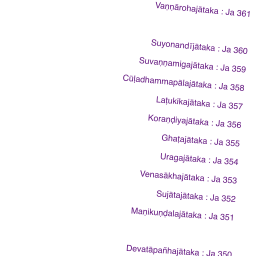 Vaṇṇārohajātaka : Ja 361
Suyonandījātaka : Ja 360
Suvaṇṇamigajātaka : Ja 359
Cūḷadhammapālajātaka : Ja 358
Laṭukikajātaka : Ja 357
Koraṇḍiyajātaka : Ja 356
Ghaṭajātaka : Ja 355
Uragajātaka : Ja 354
Venasākhajātaka : Ja 353
Sujātajātaka : Ja 352
Maṇikuṇḍalajātaka : Ja 351
Devatāpañhajātaka : Ja 350